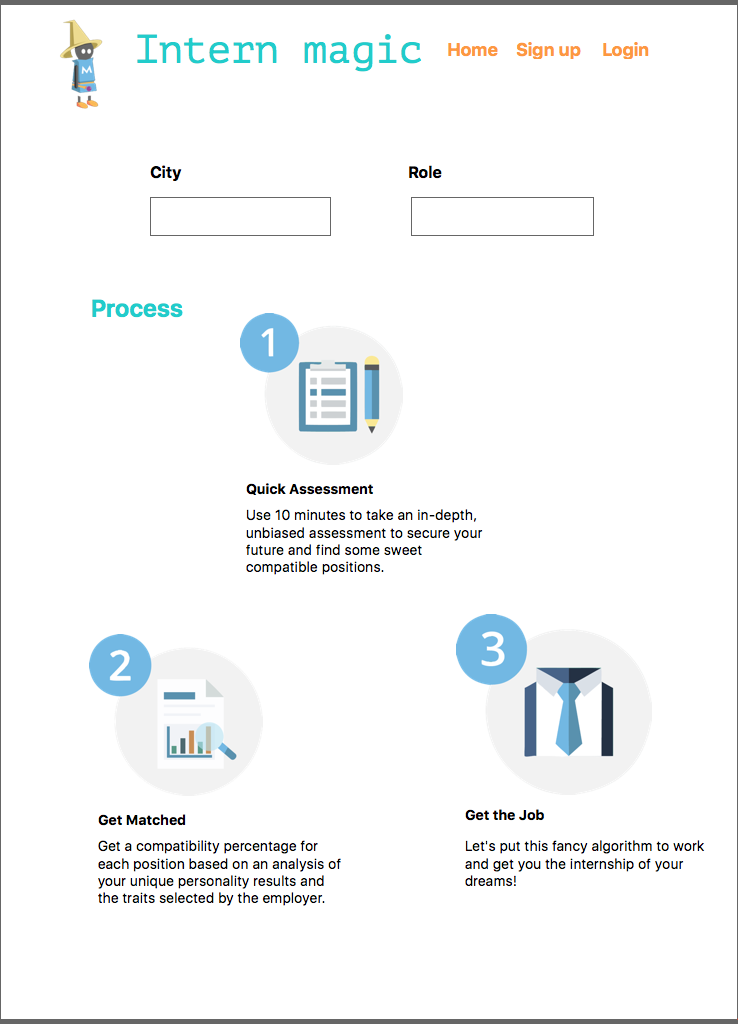 M
Intern magic
Home Sign up Login
City Role
Process
1
Quick Assessment
Use 10 minutes to take an in-depth,
unbiased assessment to secure your
future and find some sweet
compatible positions.
2
Get Matched
Get a compatibility percentage for
each position based on an analysis of
your unique personality results and
the traits selected by the employer.
3
Get the Job
Let's put this fancy algorithm to work
and get you the internship of your
dreams!